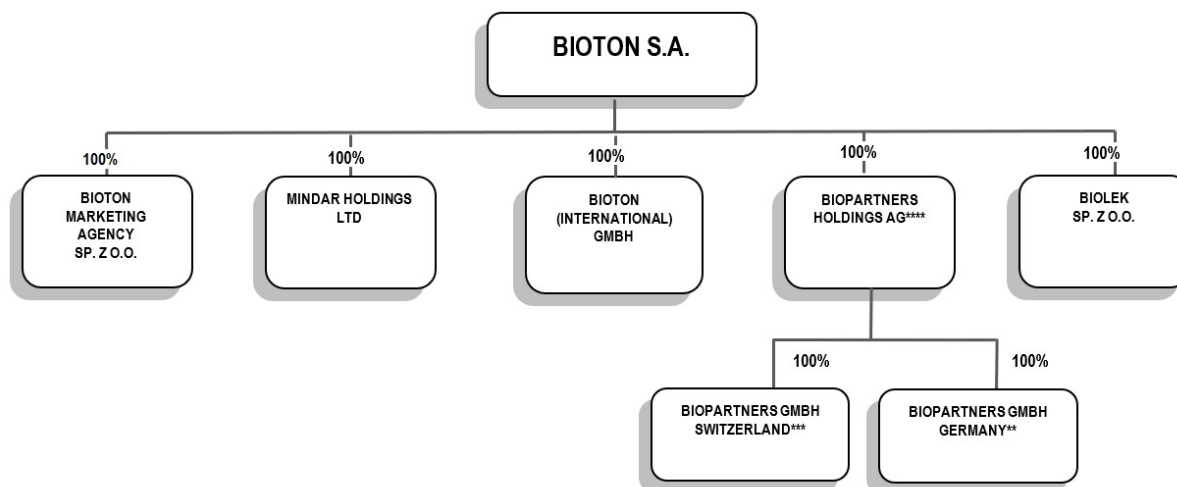 BIOTON S.A.
100%
100%
100%
100%
100%
BIOTON
MARKETING
AGENCY
SP. Z O.O.
MINDAR HOLDINGS
LTD
BIOTON
(INTERNATIONAL)
GMBH
BIOPARTNERS
HOLDINGS AG****
BIOLEK
SP. Z O.O.
100%
100%
BIOPARTNERS GMBH
SWITZERLAND***
BIOPARTNERS GMBH
GERMANY**